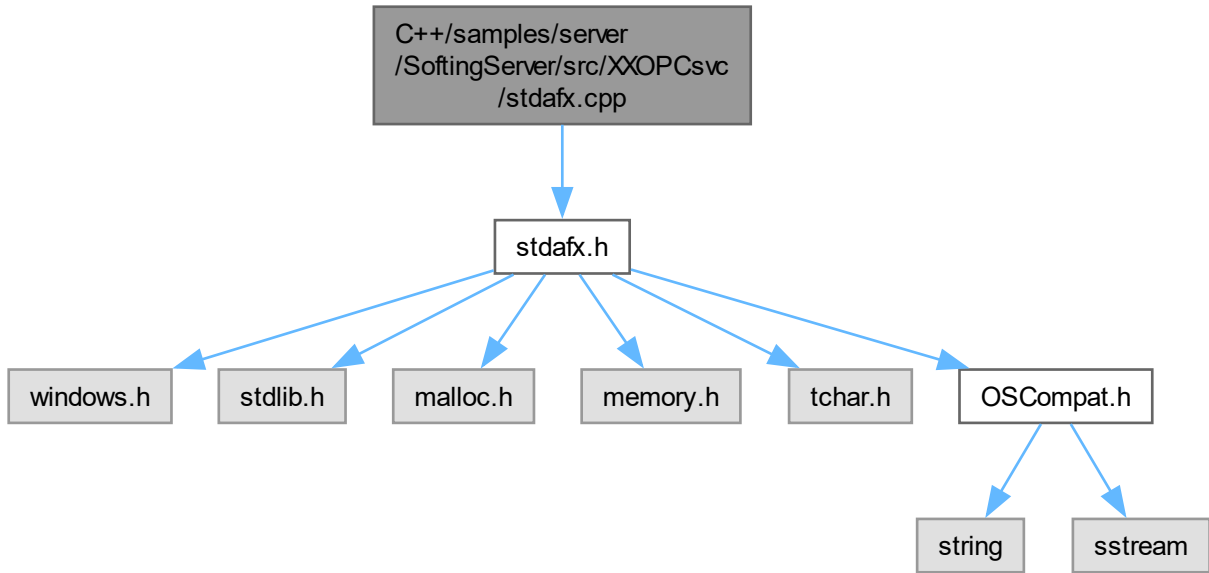 C++/samples/server
/SoftingServer/src/XXOPCsvc
/stdafx.cpp
stdafx.h
windows.h
stdlib.h
malloc.h
memory.h
tchar.h
OSCompat.h
string
sstream